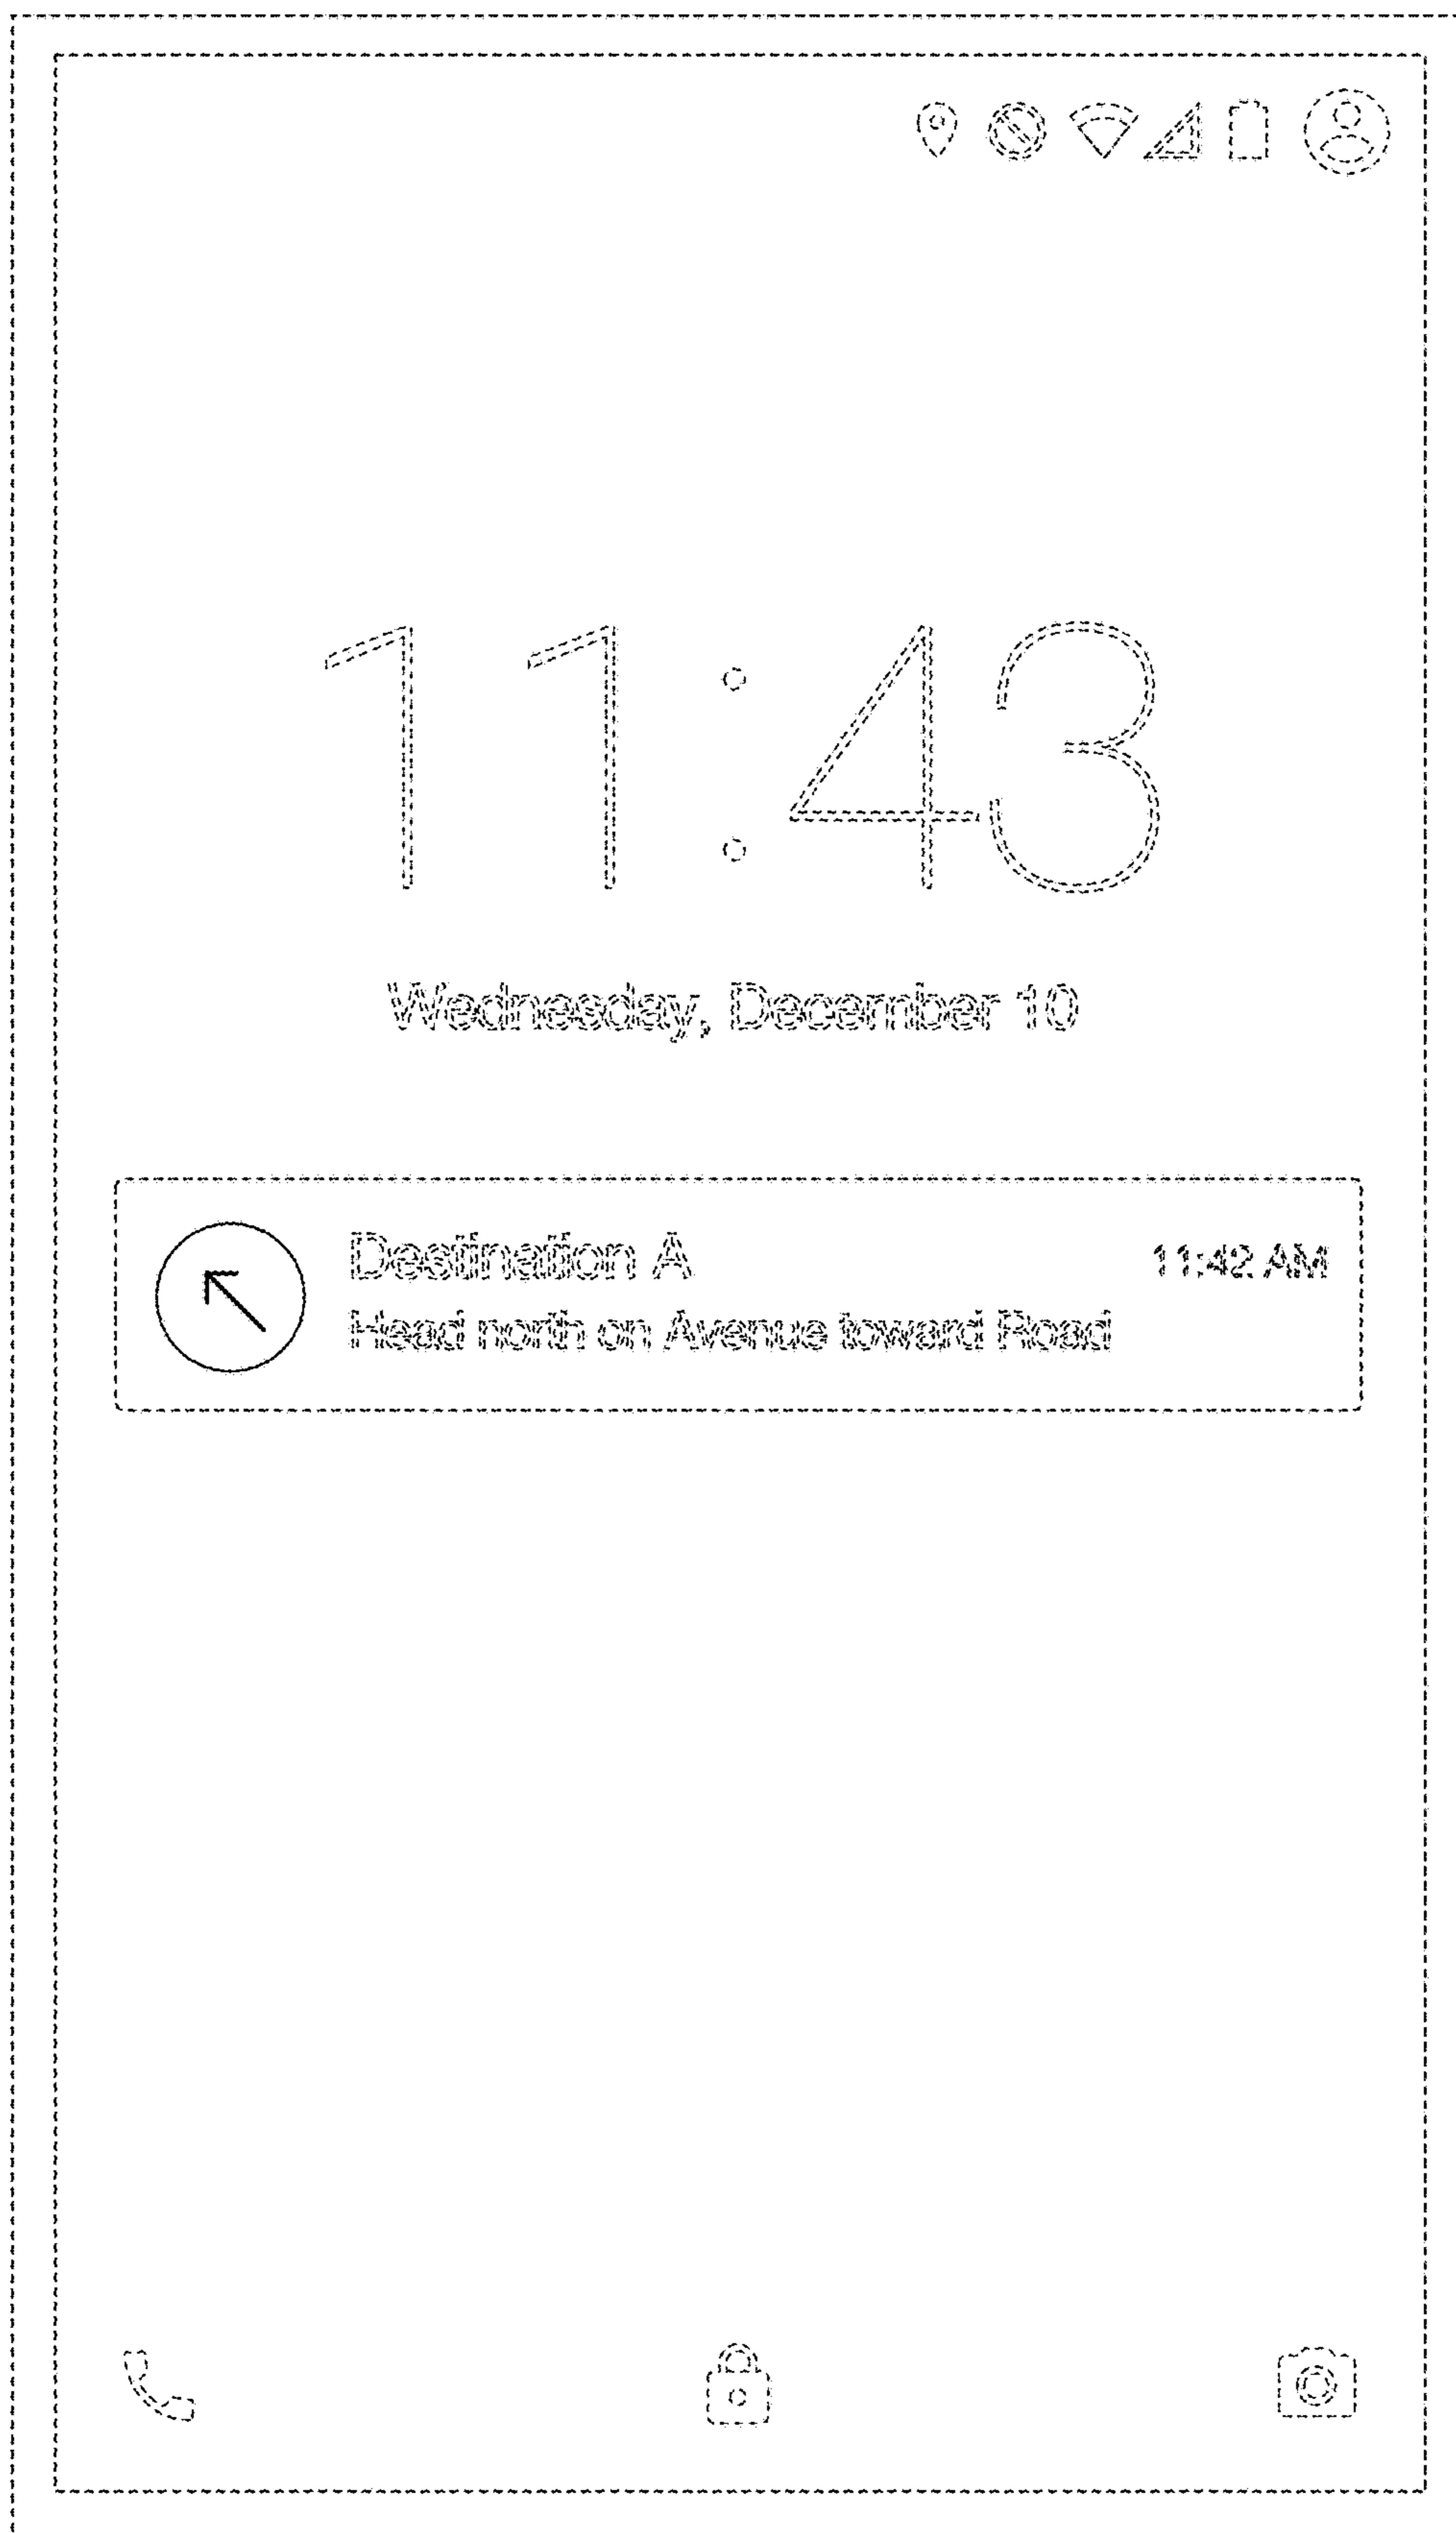 11:43
Wednesday, December 10
Destination A 11:42 AM
Head north on Avenue toward Road